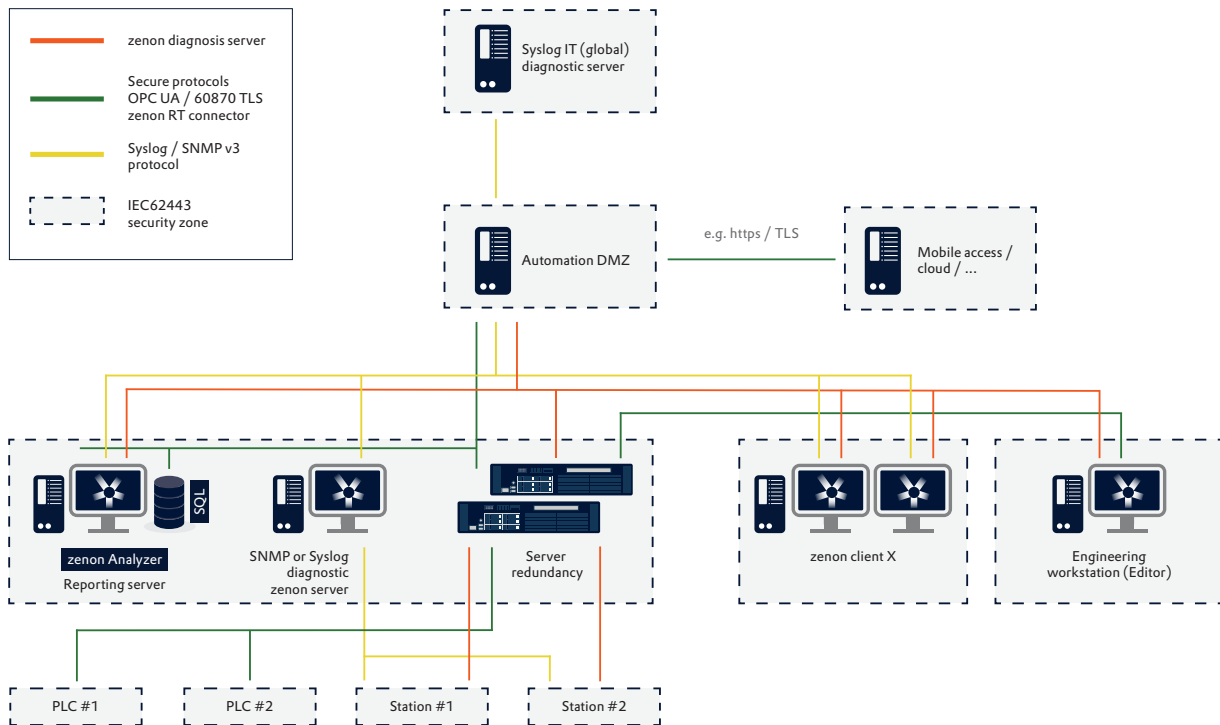 zenon diagnosis server
Secure protocols
OPC UA / 60870 TLS
zenon RT connector
Syslog / SNMP v3
protocol
IEC62443
security zone
Syslog IT (global)
diagnostic server
Automation DMZ
e.g. https / TLS
Mobile access /
cloud / ...
SQL
zenon Analyzer
Reporting server
SNMP or Syslog
diagnostic
zenon server
Server
redundancy
zenon client X
Engineering
workstation (Editor)
PLC #1
PLC #2
Station #1
Station #2